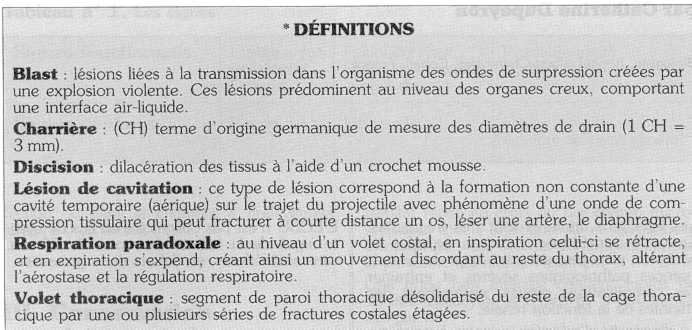 * DÉFINITIONS
Blast : lésions liées à la transmission dans l'organisme des ondes de surpression créées par
une explosion violente. Ces lésions prédominent au niveau des organes creux, comportant
une interface air-liquide.
Charrière : (CH) terme d'origine germanique de mesure des diamètres de drain (1 CH =
3 mm).
Discision : dilacération des tissus à l'aide d'un crochet mousse.
Lésion de cavitation : ce type de lésion correspond à la formation non constante d'une
cavité temporaire (aérique) sur le trajet du projectile avec phénomène d'une onde de com-
pression tissulaire qui peut fracturer à courte distance un os, léser une artère, le diaphragme.
Respiration paradoxale : au niveau d'un volet costal, en inspiration celui-ci se rétracte,
et en expiration s'expend, créant ainsi un mouvement discordant au reste du thorax, altérant
l'aérostase et la régulation respiratoire.
Volet thoracique : segment de paroi thoracique désolidarisé du reste de la cage thora-
cique par une ou plusieurs séries de fractures costales étagées.